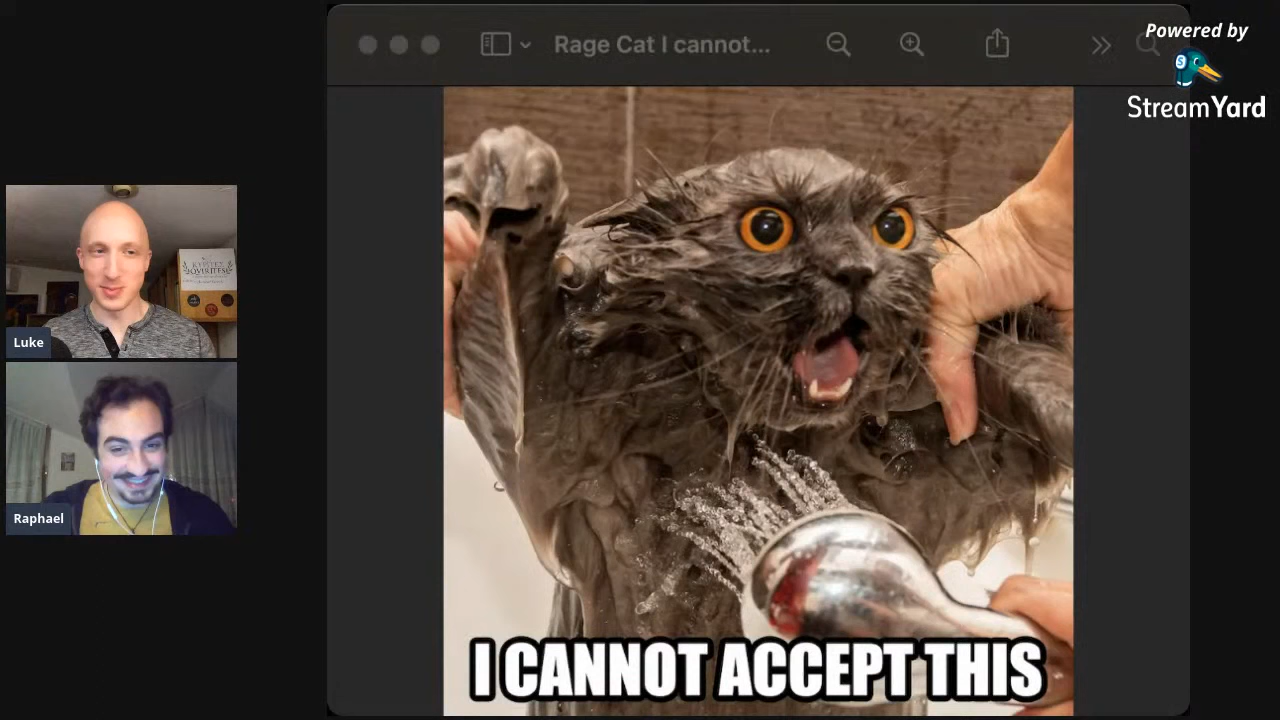 Rage Cat I cannot...
Powered by
StreamYard
Luke
Raphael
I CANNOT ACCEPT THIS